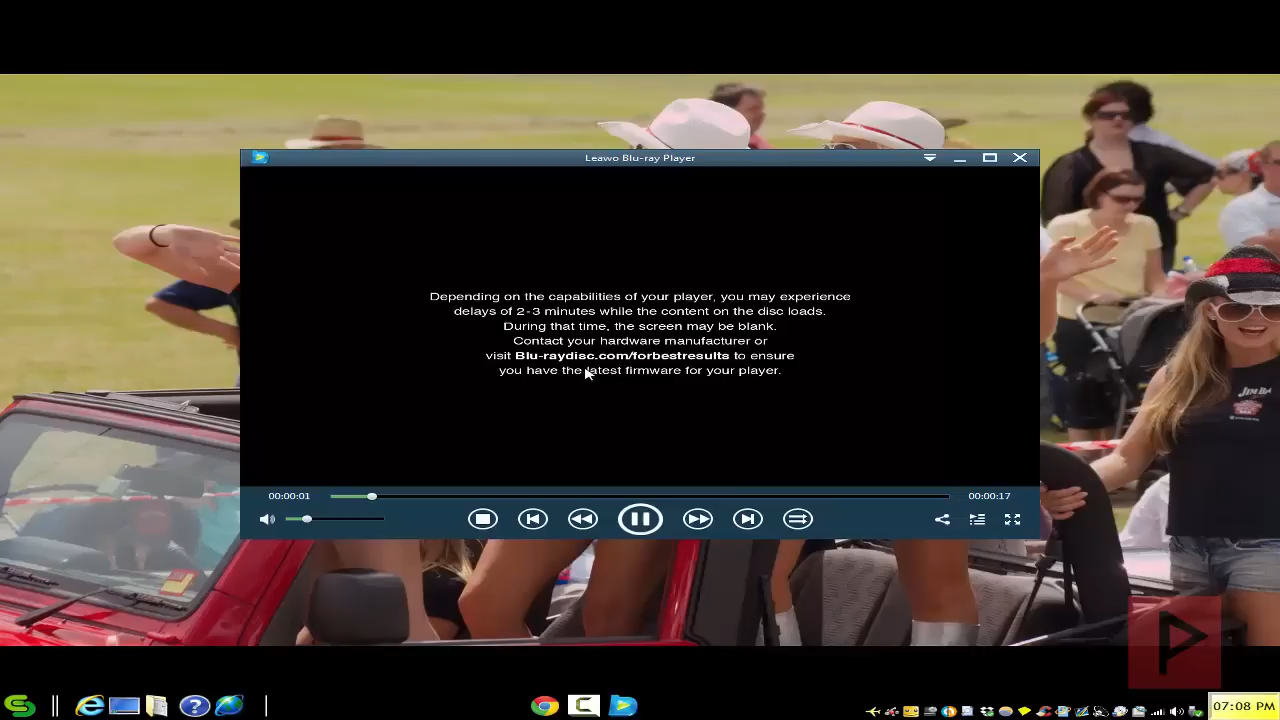 Leawo Blu-ray Player
Depending on the capabilities of your player, you may experience
delays of 2-3 minutes while the content on the disc loads.
During that time, the screen may be blank.
Contact your hardware manufacturer or
visit Blu-raydisc.com/forbestresults to ensure
you have the latest firmware for your player.
00:00:01
00:00:17
JIM BEAM
07:08 PM